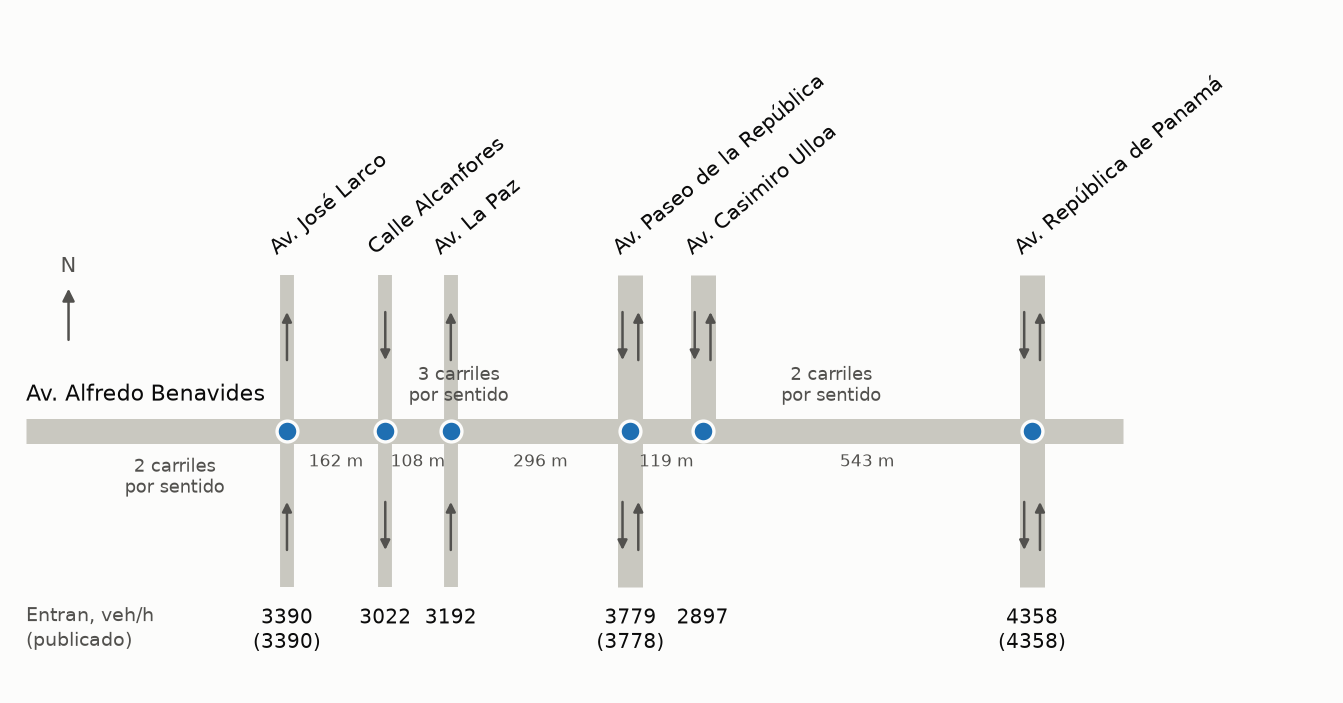 Av. José Larco
Calle Alcanfores
Av. La Paz
Av. Paseo de la República
Av. Casimiro Ulloa
Av. República de Panamá
N
Av. Alfredo Benavides
3 carriles
por sentido
2 carriles
por sentido
2 carriles
por sentido
162 m
108 m
296 m
119 m
543 m
Entran, veh/h
(publicado)
3390
(3390)
3022
3192
3779
(3778)
2897
4358
(4358)